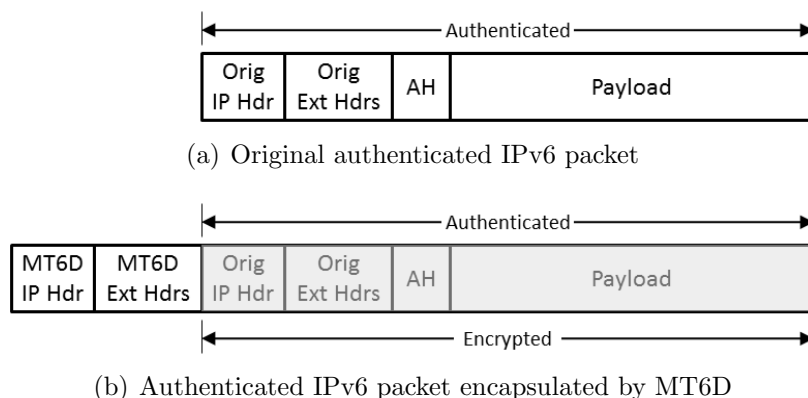 Authenticated
Orig IP Hdr
Orig Ext Hdrs
AH
Payload
(a) Original authenticated IPv6 packet
Authenticated
MT6D IP Hdr
MT6D Ext Hdrs
Orig IP Hdr
Orig Ext Hdrs
AH
Payload
Encrypted
(b) Authenticated IPv6 packet encapsulated by MT6D